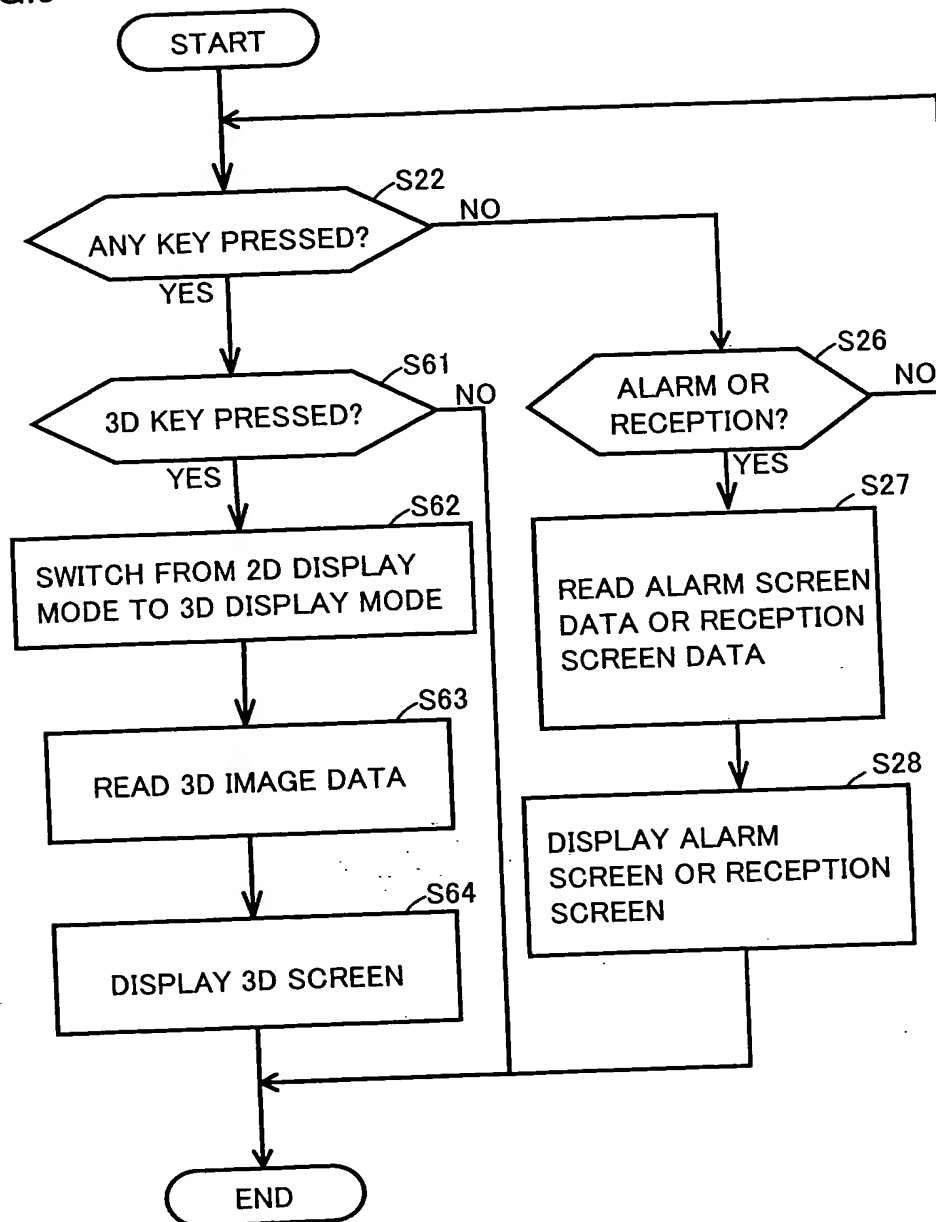 START
S22
ANY KEY PRESSED?
NO
YES
S61
3D KEY PRESSED?
NO
YES
S26
ALARM OR
RECEPTION?
NO
YES
S62
SWITCH FROM 2D DISPLAY
MODE TO 3D DISPLAY MODE
S27
READ ALARM SCREEN
DATA OR RECEPTION
SCREEN DATA
S63
READ 3D IMAGE DATA
S28
DISPLAY ALARM
SCREEN OR RECEPTION
SCREEN
S64
DISPLAY 3D SCREEN
END